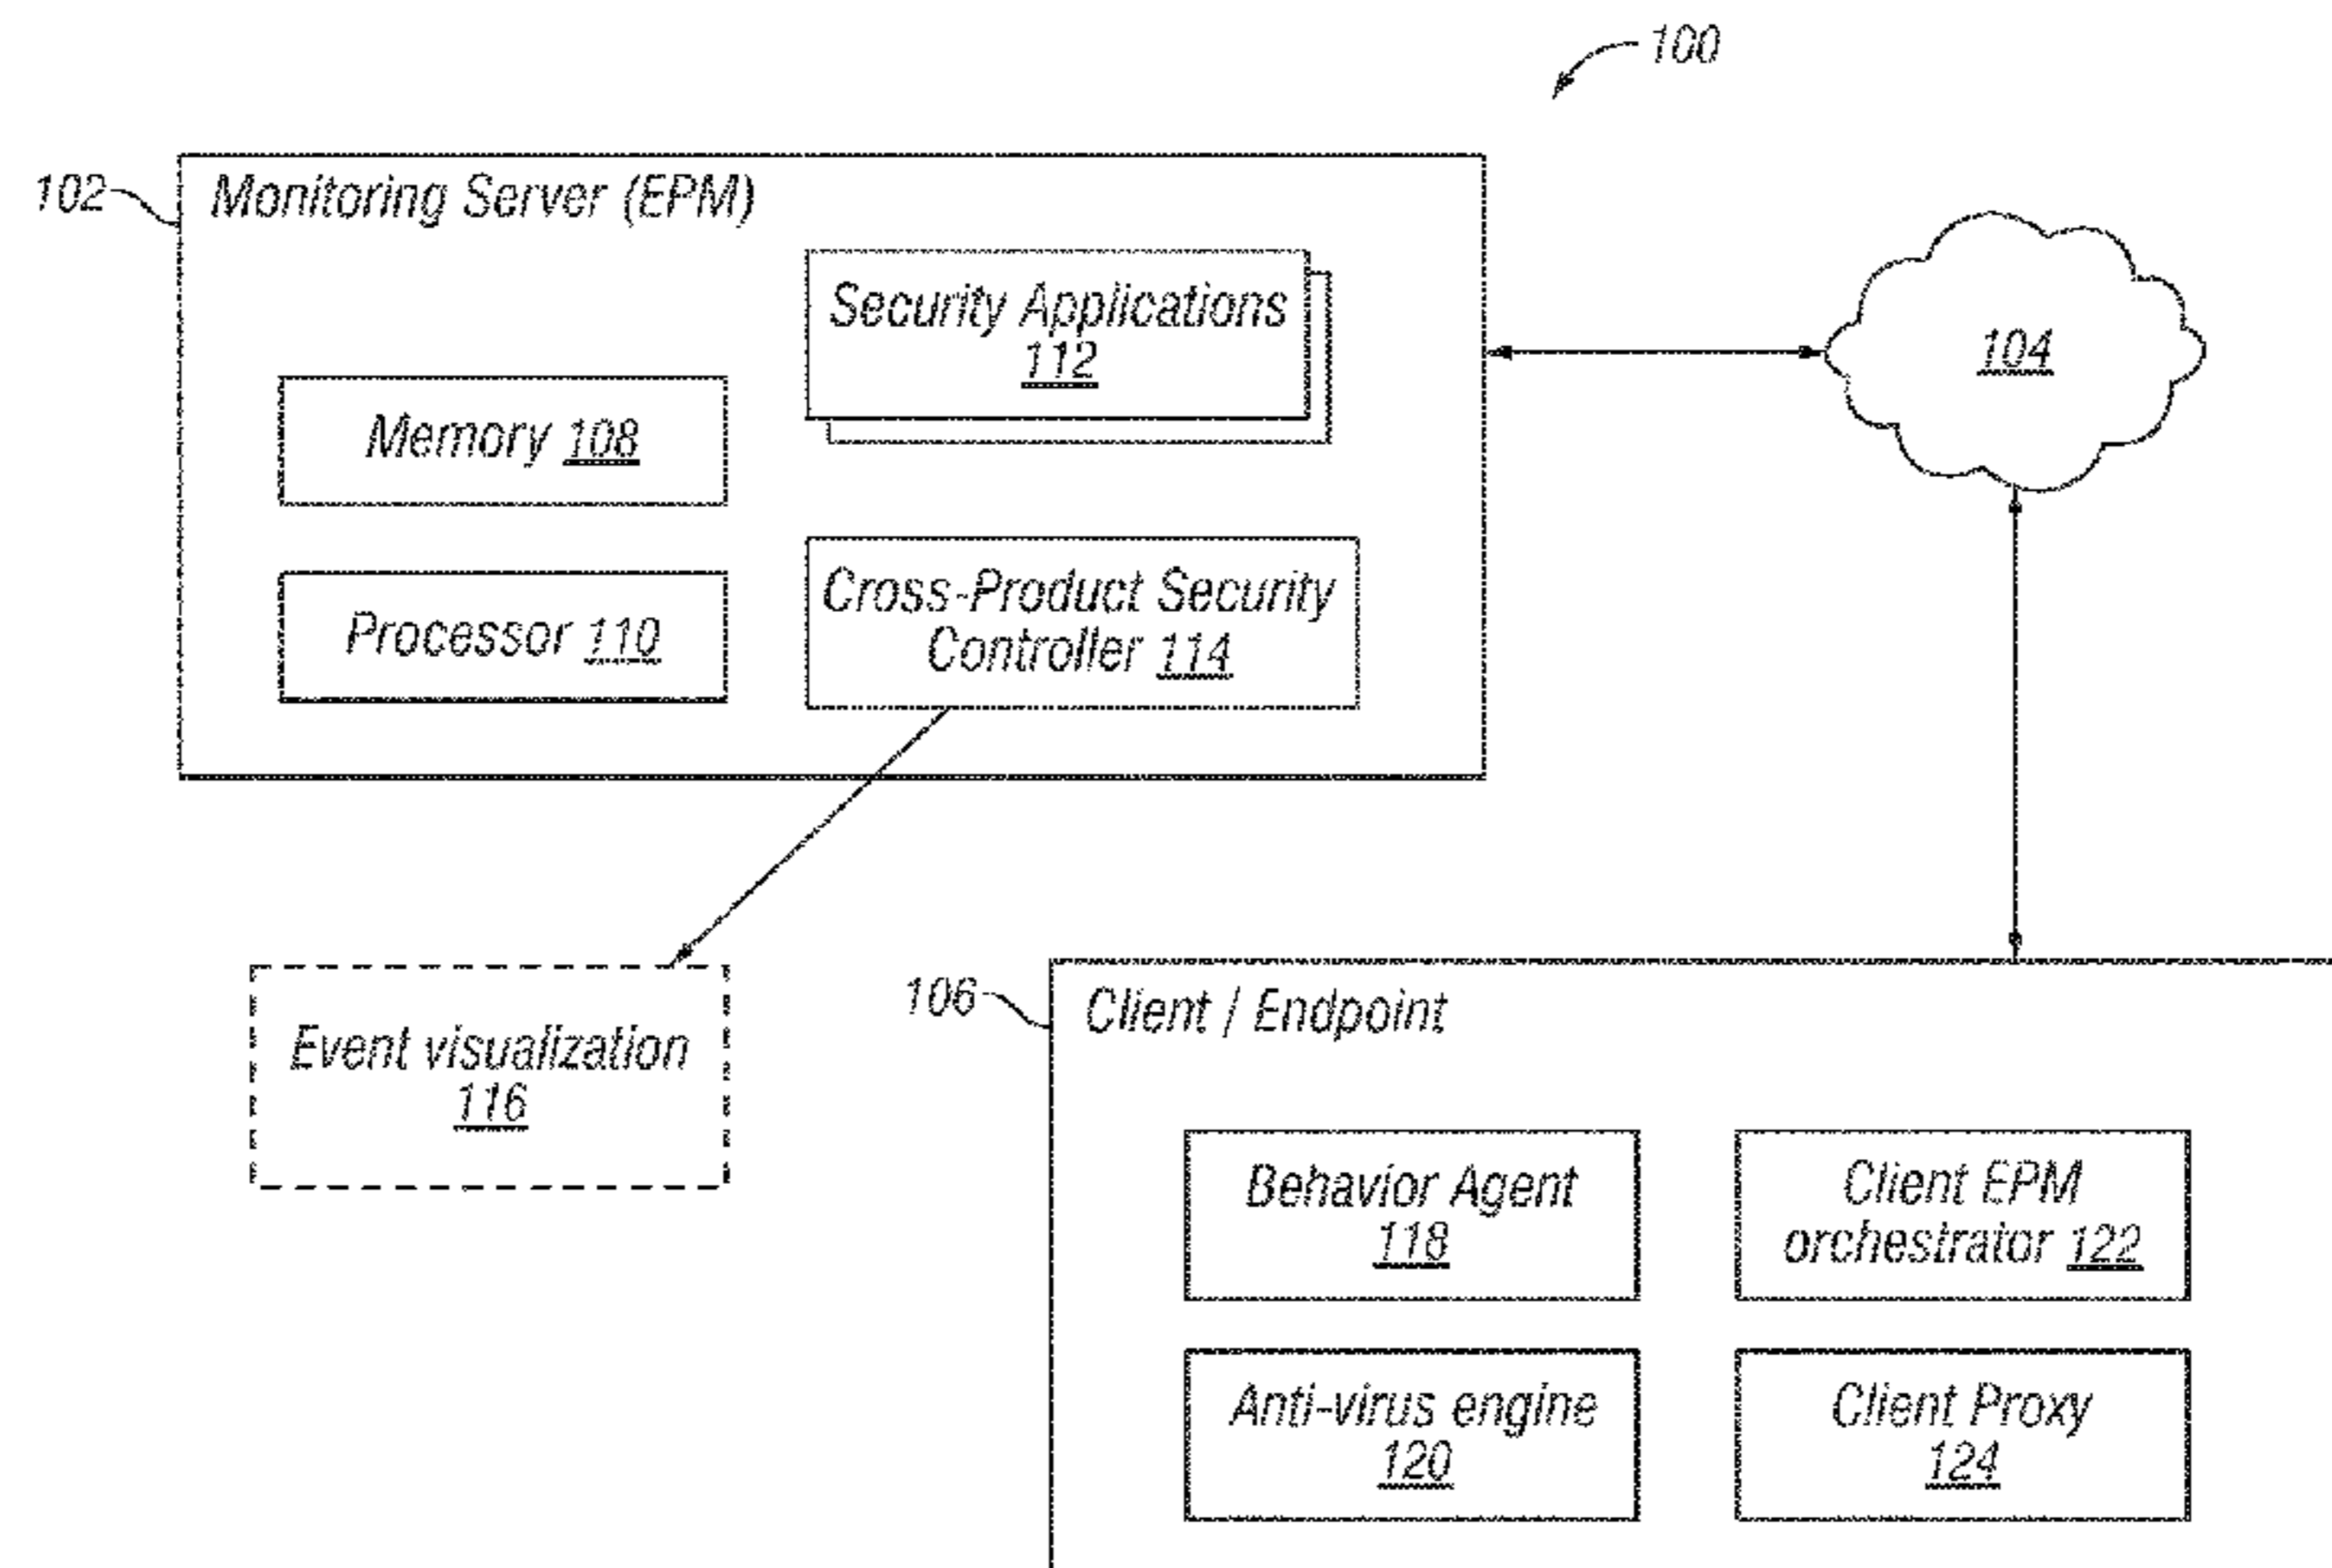 100
102
Monitoring Server (EPM)
Security Applications
112
104
Memory 108
Cross-Product Security
Controller 114
Processor 110
106
Client / Endpoint
Event visualization
116
Behavior Agent
118
Client EPM
orchestrator 122
Anti-virus engine
120
Client Proxy
124